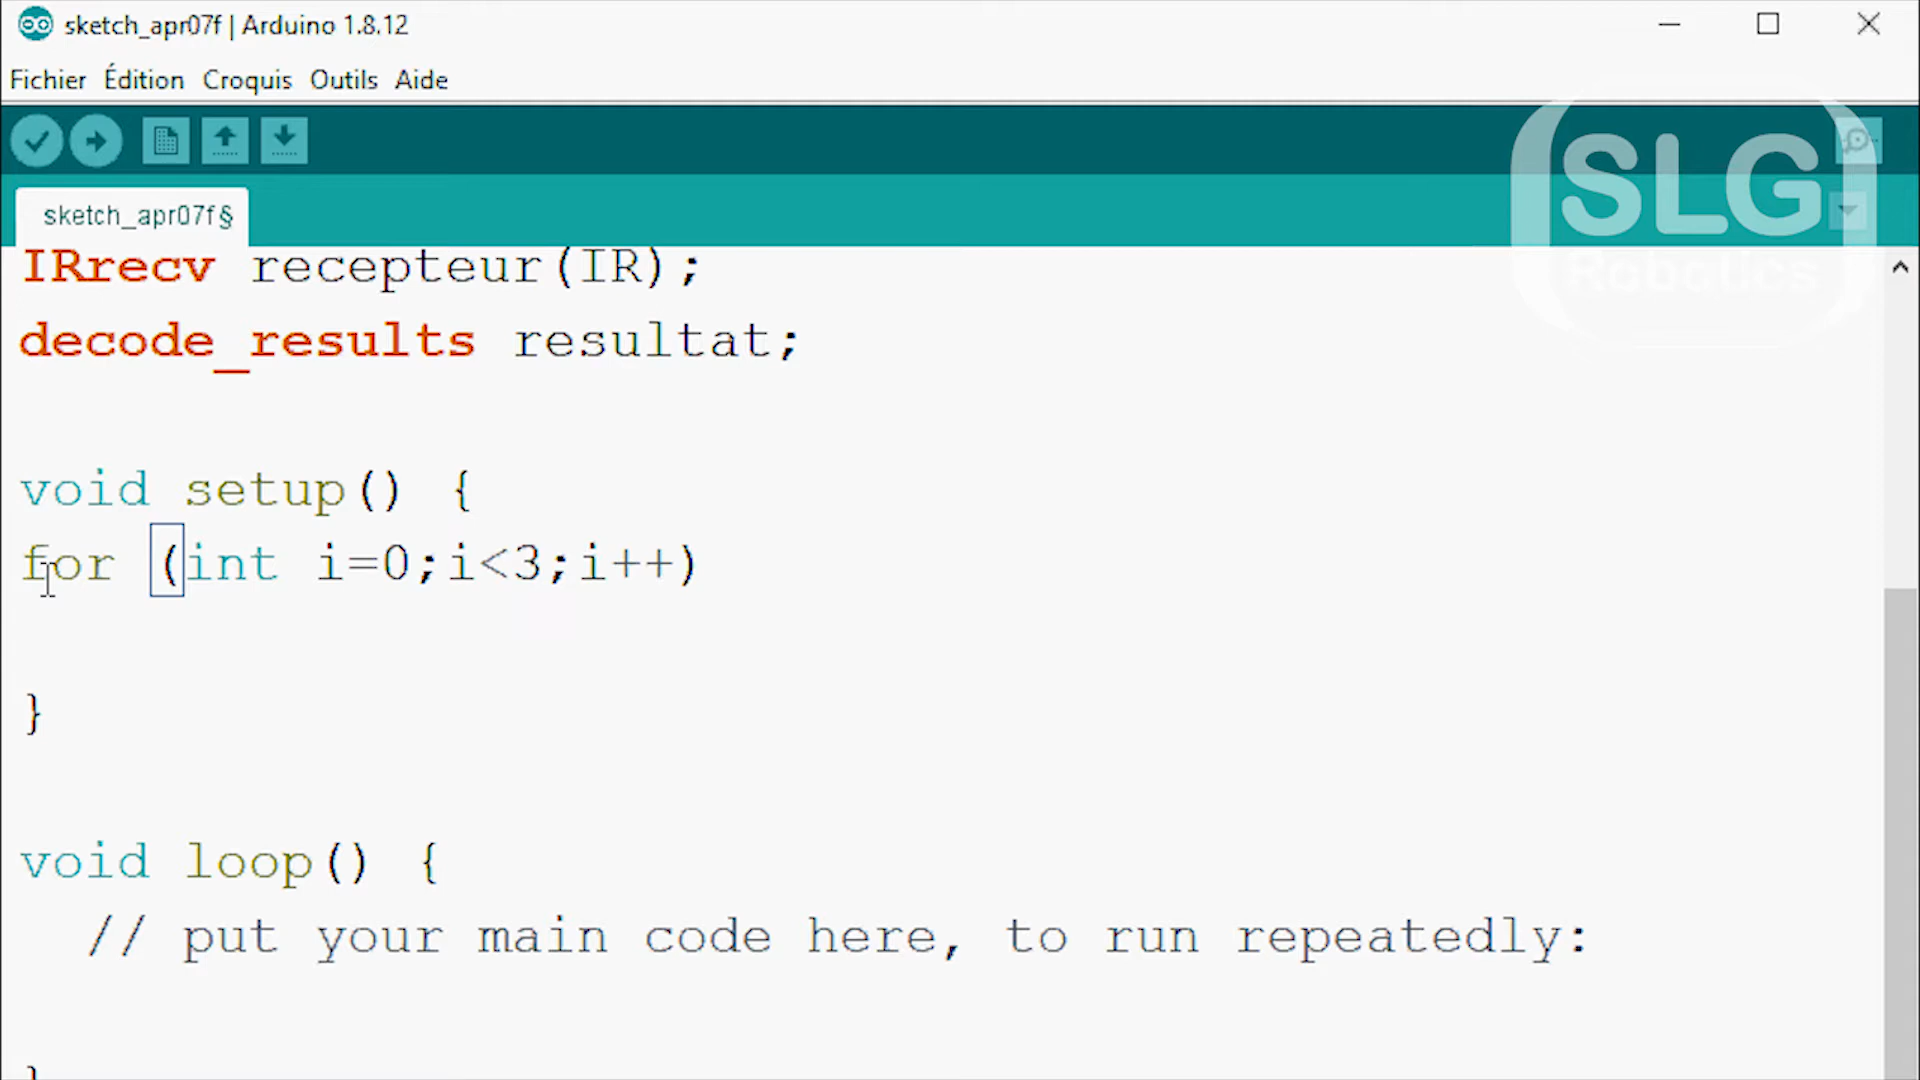 sketch_apr07f | Arduino 1.8.12
Fichier Édition Croquis Outils Aide
SLG
Robotics
sketch_apr07f§
IRrecv recepteur(IR);
decode_results resultat;
void setup() {
for (int i=0;i<3;i++)
}
void loop() {
// put your main code here, to run repeatedly:
}